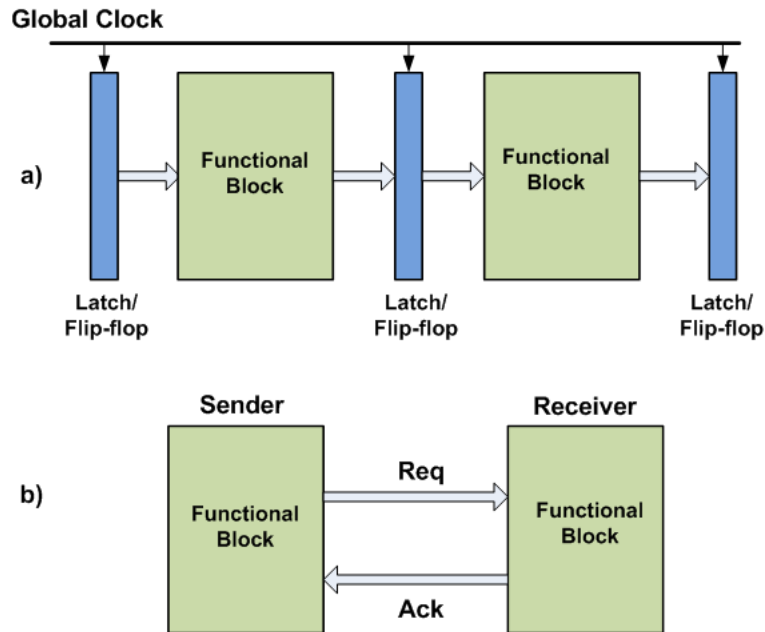 Global Clock
a)
Functional
Block
Functional
Block
Latch/
Flip-flop
Latch/
Flip-flop
Latch/
Flip-flop
b)
Sender
Receiver
Functional
Block
Req
Ack
Functional
Block